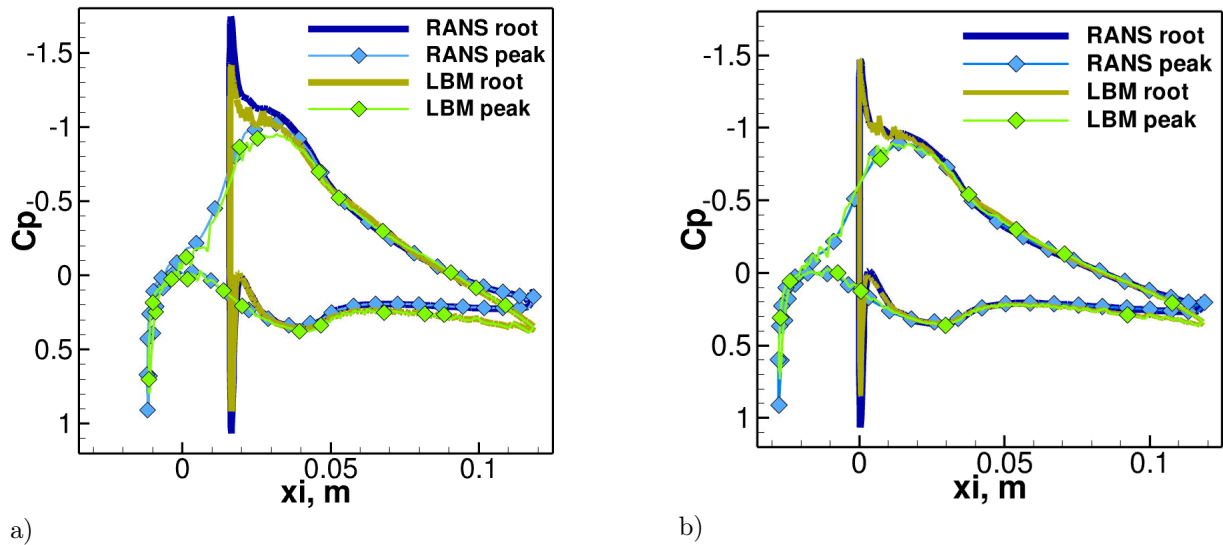 RANS root
RANS peak
LBM root
LBM peak
Cp
-1.5
-1
-0.5
0
0.5
1
0
0.05
0.1
xi, m
a)
RANS root
RANS peak
LBM root
LBM peak
Cp
-1.5
-1
-0.5
0
0.5
1
0
0.05
0.1
xi, m
b)